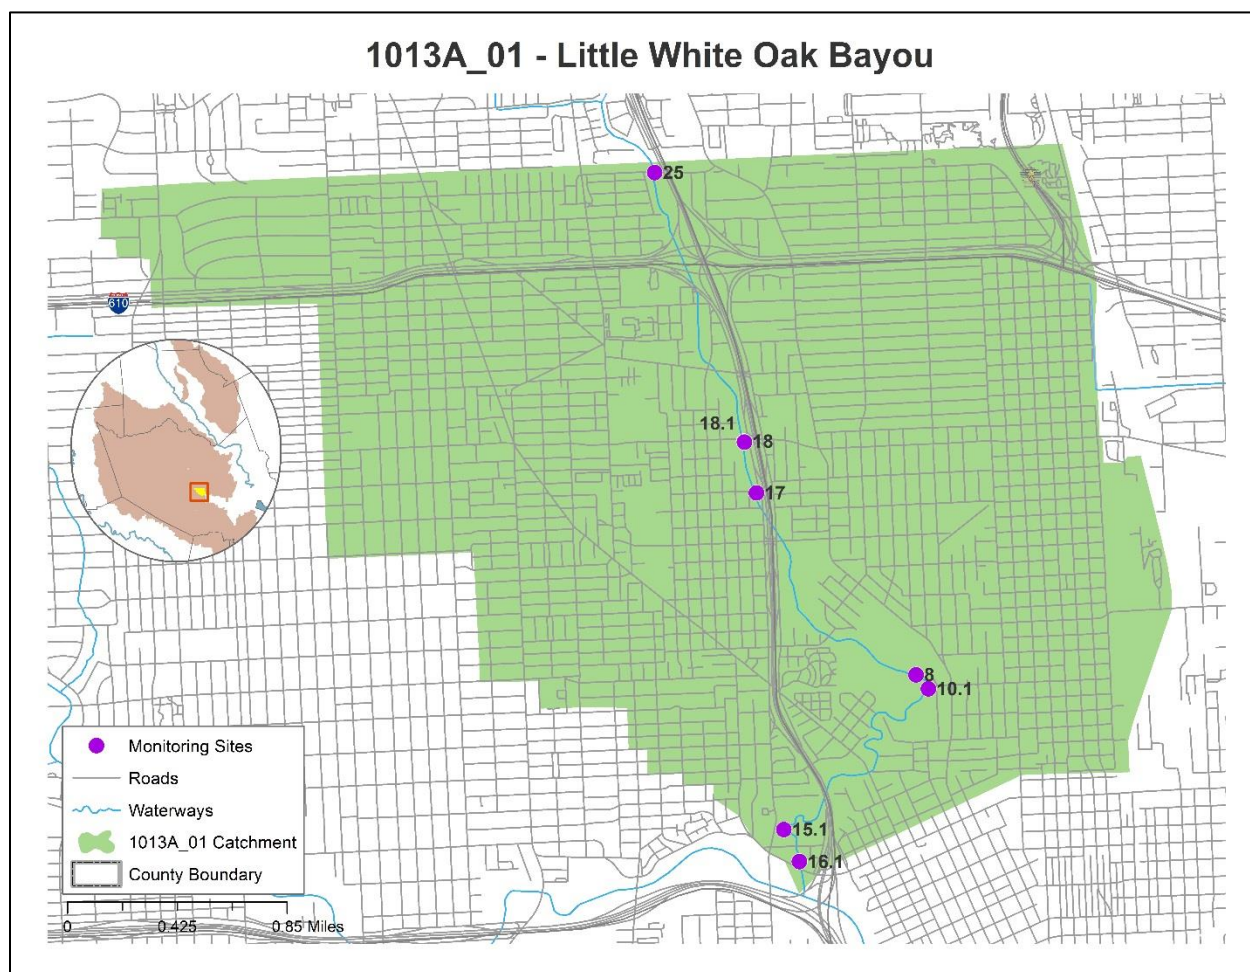 1013A_01 - Little White Oak Bayou
25
610
18.1
18
17
8
10.1
15.1
16.1
Monitoring Sites
Roads
Waterways
1013A_01 Catchment
County Boundary
0
0.425
0.85 Miles